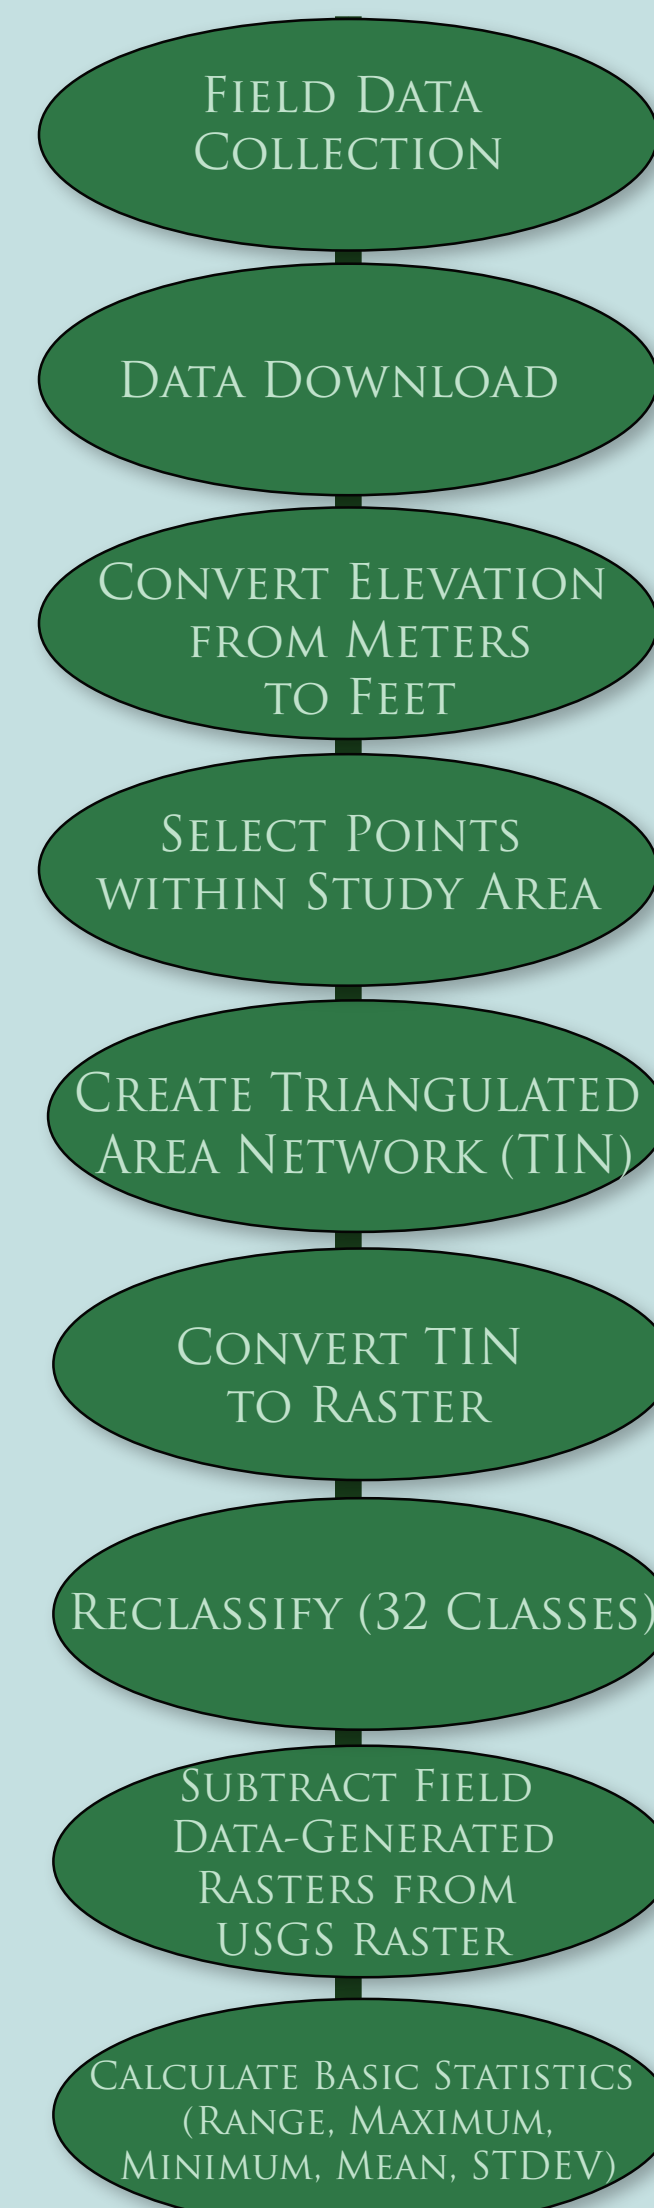 Field Data
Collection
Data Download
Convert Elevation
from Meters
to Feet
Select Points
within Study Area
Create Triangulated
Area Network (TIN)
Convert TIN
to Raster
Reclassify (32 Classes)
Subtract Field
Data-Generated
Rasters from
USGS Raster
Calculate Basic Statistics
(Range, Maximum,
Minimum, Mean, STDEV)